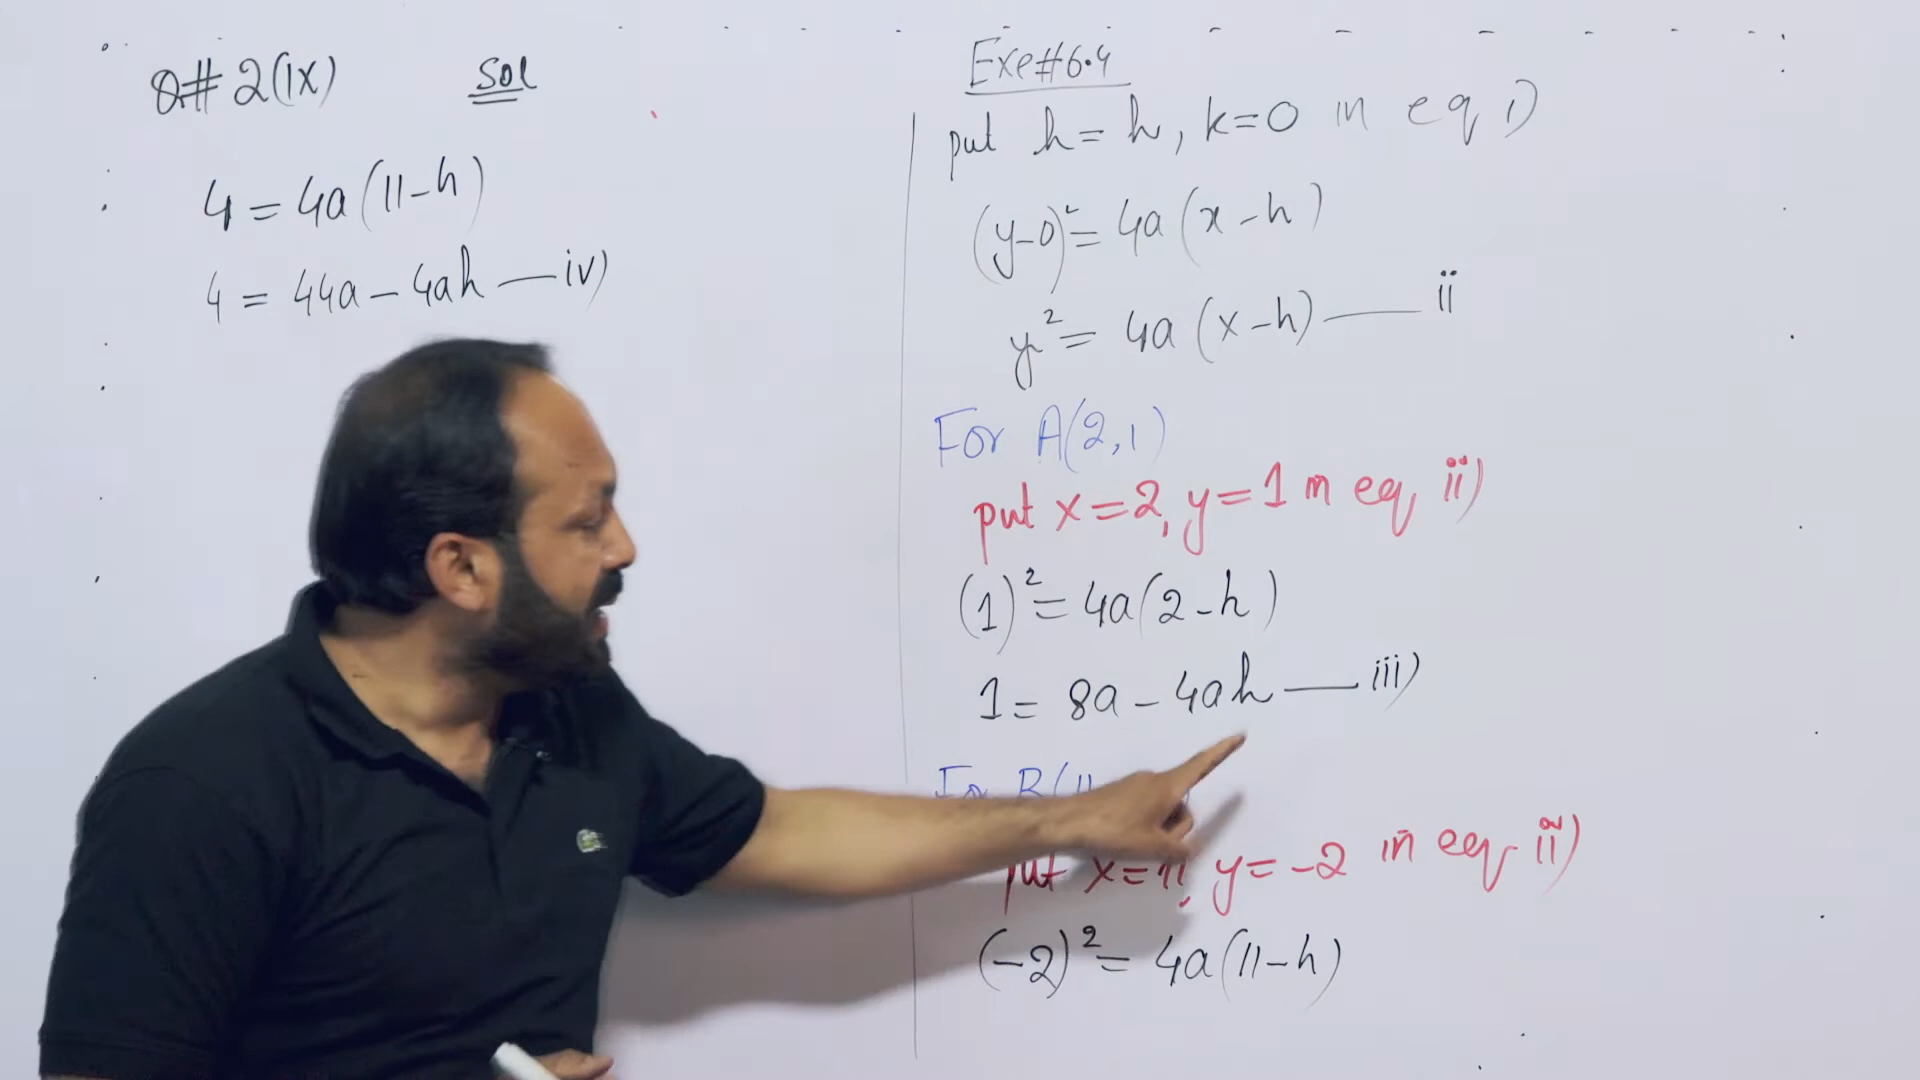 Q# 2(ix) Sol
4 = 4a(11-h)
4 = 44a - 4ah — iv)
Exe# 6.4
put h = h, k=0 in eq i)
(y-0)² = 4a(x-h)
y² = 4a(x-h) — ii
For A(2,1)
put x=2, y=1 in eq ii)
(1)² = 4a(2-h)
1 = 8a - 4ah — iii)
For B(11
put x=11, y=-2 in eq ii)
(-2)² = 4a(11-h)